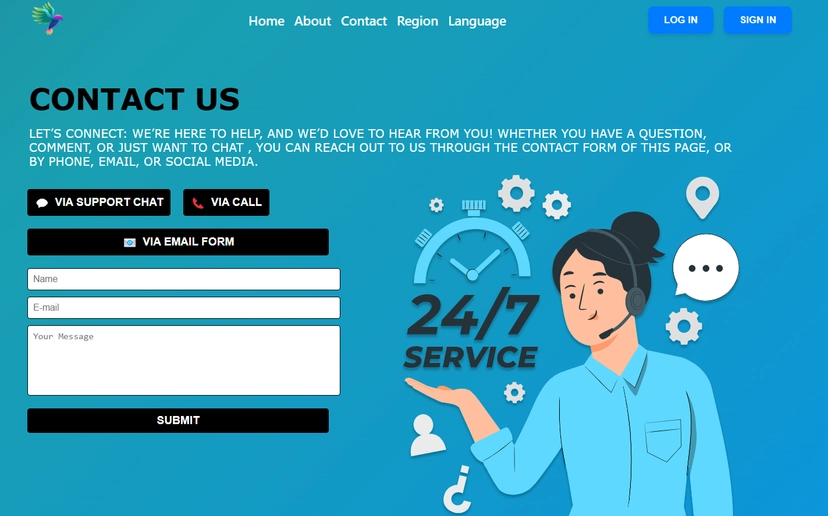 Home About Contact Region Language
LOG IN SIGN IN
CONTACT US
LET’S CONNECT: WE’RE HERE TO HELP, AND WE’D LOVE TO HEAR FROM YOU! WHETHER YOU HAVE A QUESTION,
COMMENT, OR JUST WANT TO CHAT , YOU CAN REACH OUT TO US THROUGH THE CONTACT FORM OF THIS PAGE, OR
BY PHONE, EMAIL, OR SOCIAL MEDIA.
VIA SUPPORT CHAT VIA CALL
VIA EMAIL FORM
Name
E-mail
Your Message
SUBMIT
24/7
SERVICE